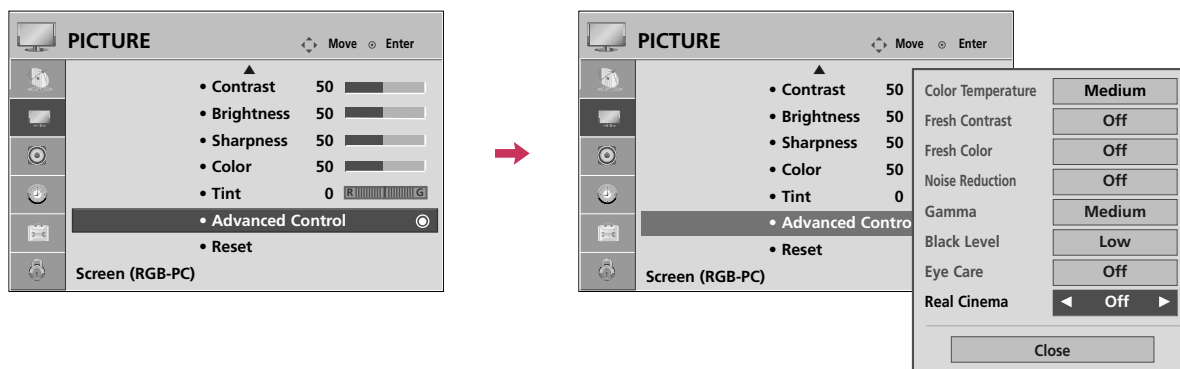 PICTURE
Move
Enter
• Contrast 50
• Brightness 50
• Sharpness 50
• Color 50
• Tint 0 R G
• Advanced Control
• Reset
Screen (RGB-PC)
PICTURE
Move
Enter
• Contrast 50
• Brightness 50
• Sharpness 50
• Color 50
• Tint 0
• Advanced Contro
• Reset
Screen (RGB-PC)
Color Temperature Medium
Fresh Contrast Off
Fresh Color Off
Noise Reduction Off
Gamma Medium
Black Level Low
Eye Care Off
Real Cinema ◄ Off ►
Close